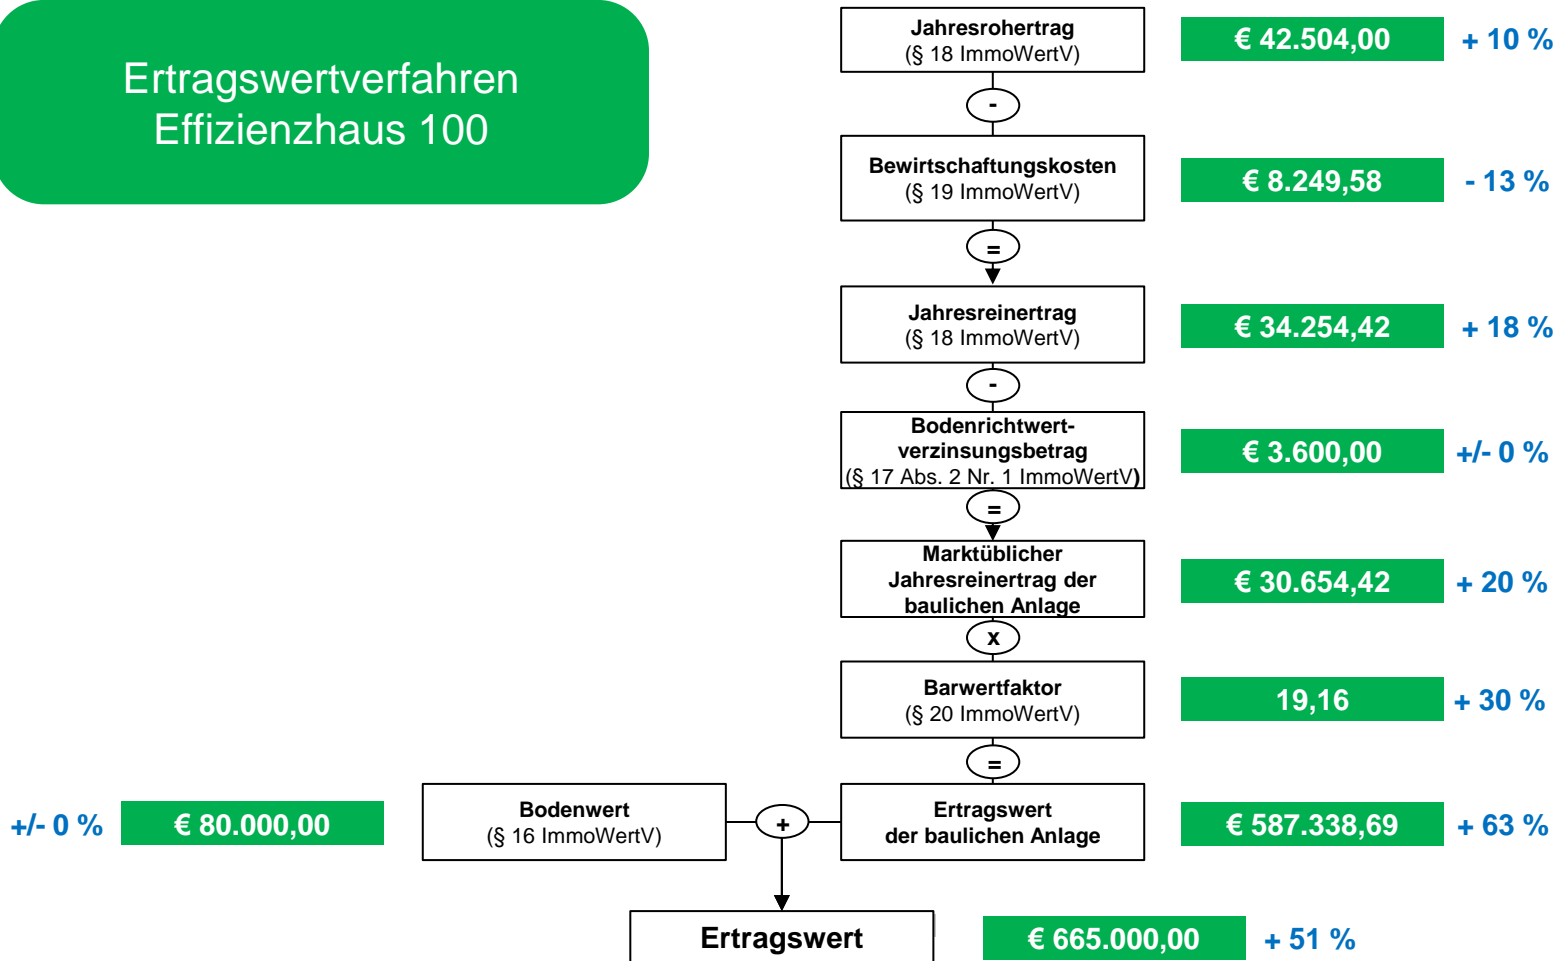 Ertragswertverfahren
Effizienzhaus 100
Jahresrohertrag
(§ 18 ImmoWertV)
€ 42.504,00
+ 10 %
-
Bewirtschaftungskosten
(§ 19 ImmoWertV)
€ 8.249,58
- 13 %
=
Jahresreinertrag
(§ 18 ImmoWertV)
€ 34.254,42
+ 18 %
-
Bodenrichtwert-
verzinsungsbetrag
(§ 17 Abs. 2 Nr. 1 ImmoWertV)
€ 3.600,00
+/- 0 %
=
Marktüblicher
Jahresreinertrag der
baulichen Anlage
€ 30.654,42
+ 20 %
x
Barwertfaktor
(§ 20 ImmoWertV)
19,16
+ 30 %
=
+/- 0 %
€ 80.000,00
Bodenwert
(§ 16 ImmoWertV)
+
Ertragswert
der baulichen Anlage
€ 587.338,69
+ 63 %
Ertragswert
€ 665.000,00
+ 51 %